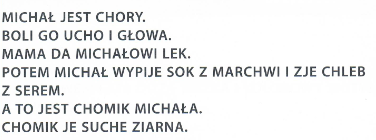 MICHAŁ JEST CHORY.
BOLI GO UCHO I GŁOWA.
MAMA DA MICHAŁOWI LEK.
POTEM MICHAŁ WYPIJE SOK Z MARCHWI I ZJE CHLEB
Z SEREM.
A TO JEST CHOMIK MICHAŁA.
CHOMIK JE SUCHE ZIARNA.